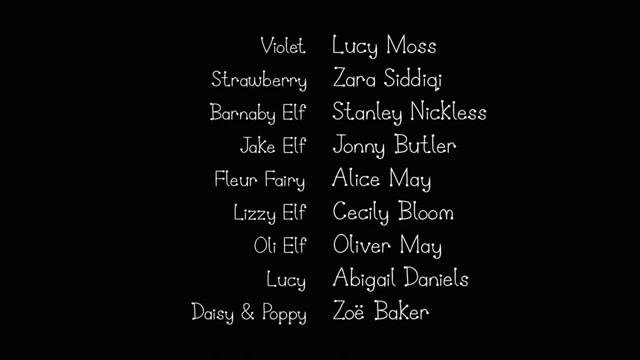 Violet Lucy Moss
Strawberry Zara Siddiqi
Barnaby Elf Stanley Nickless
Jake Elf Jonny Butler
Fleur Fairy Alice May
Lizzy Elf Cecily Bloom
Oli Elf Oliver May
Lucy Abigail Daniels
Daisy & Poppy Zoë Baker